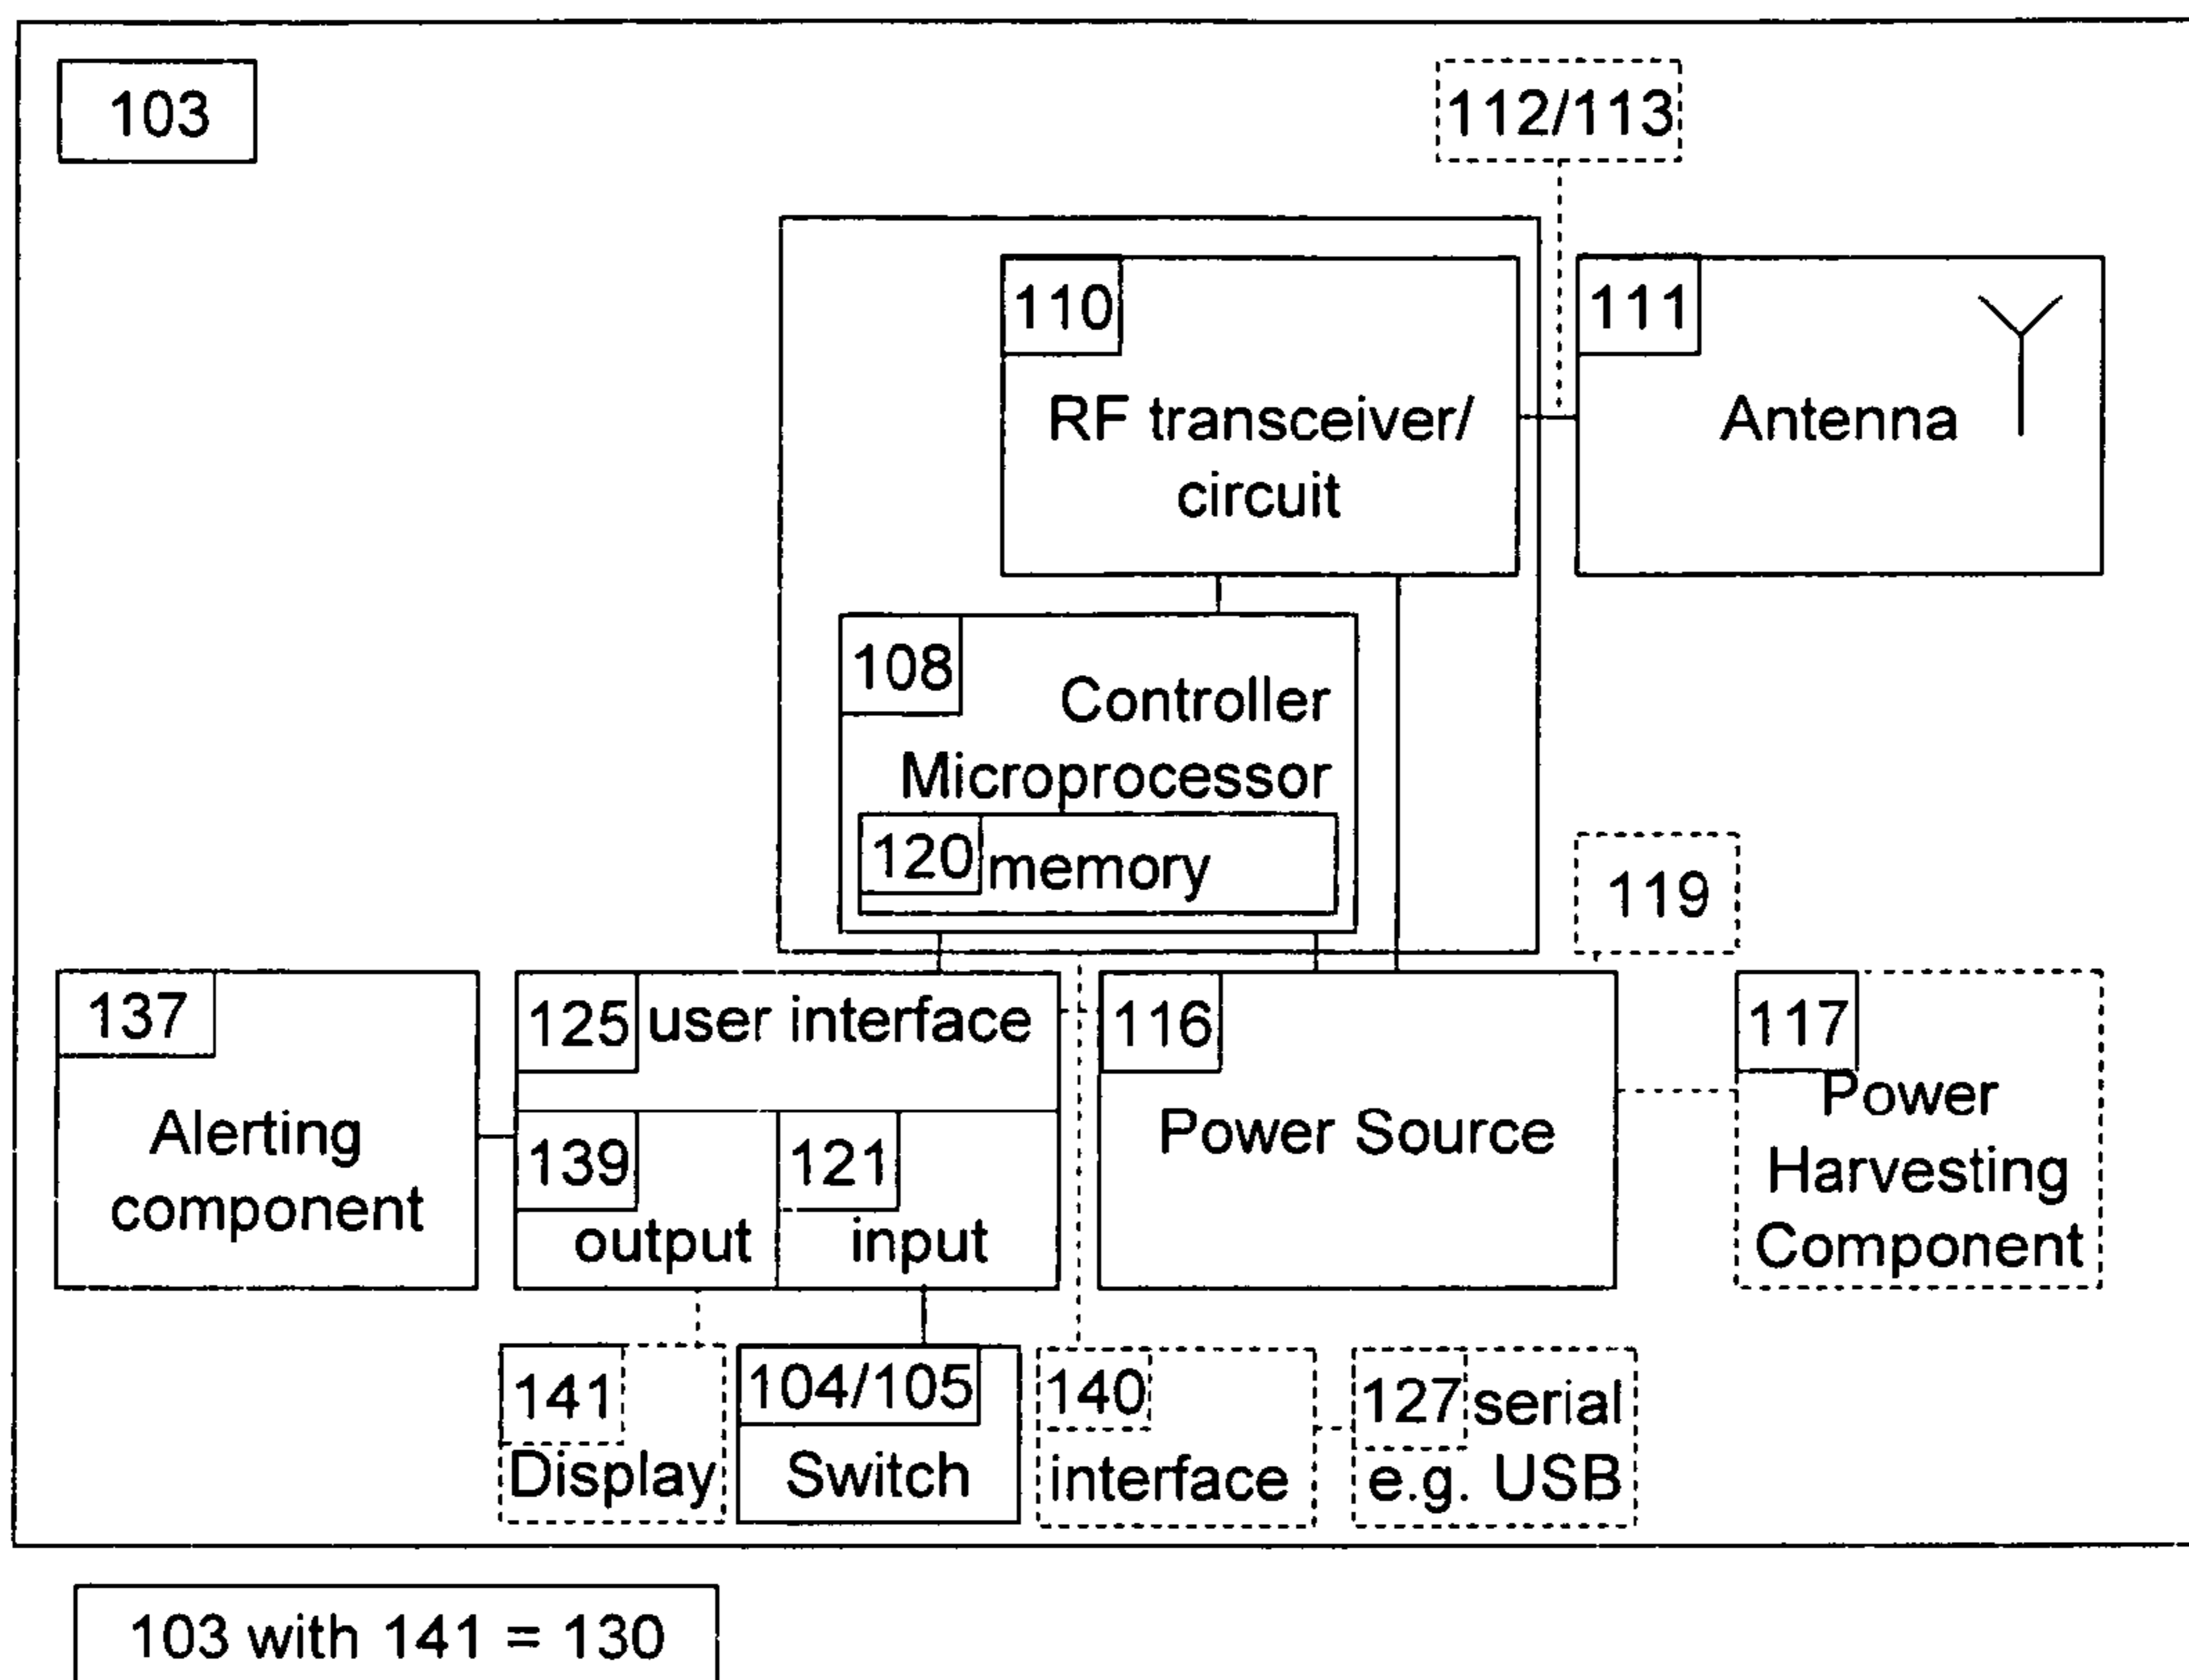 103
112/113
110
RF transceiver/
circuit
111
Antenna
108
Controller
Microprocessor
120 memory
119
137
Alerting
component
125 user interface
139
output
121
input
116
Power Source
117
Power
Harvesting
Component
141
Display
104/105
Switch
140
interface
127 serial
e.g. USB
103 with 141 = 130